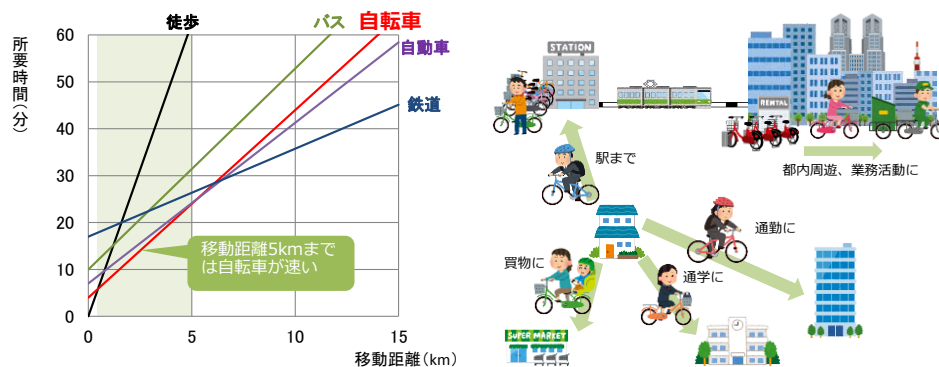 徒歩
バス
自転車
自動車
鉄道
所要時間(分)
60
50
40
30
20
10
0
0
5
10
15
移動距離(km)
移動距離5kmまで
は自転車が速い
STATION
RENTAL
駅まで
都内周遊、業務活動に
通勤に
買物に
通学に
SUPER MARKET